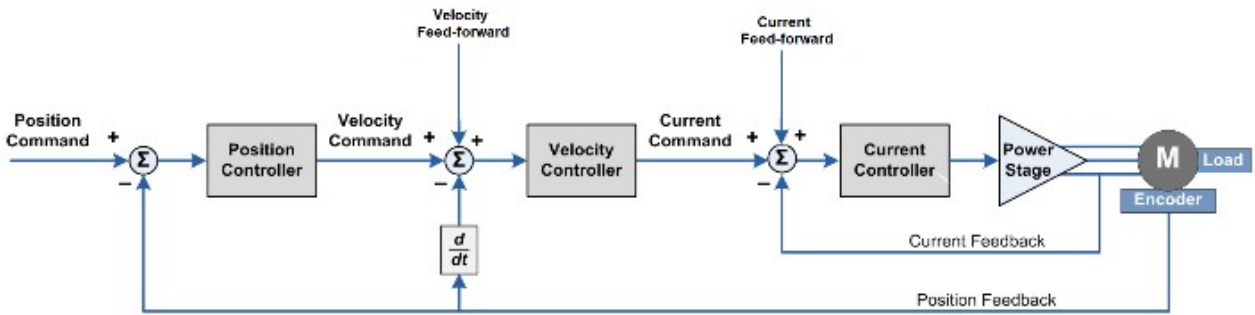 Velocity
Feed-forward
Current
Feed-forward
Position
Command
+
Σ
−
Position
Controller
Velocity
Command
+
+
Σ
−
Velocity
Controller
Current
Command
+
+
Σ
−
Current
Controller
Power
Stage
M
Load
Encoder
d
dt
Current Feedback
Position Feedback